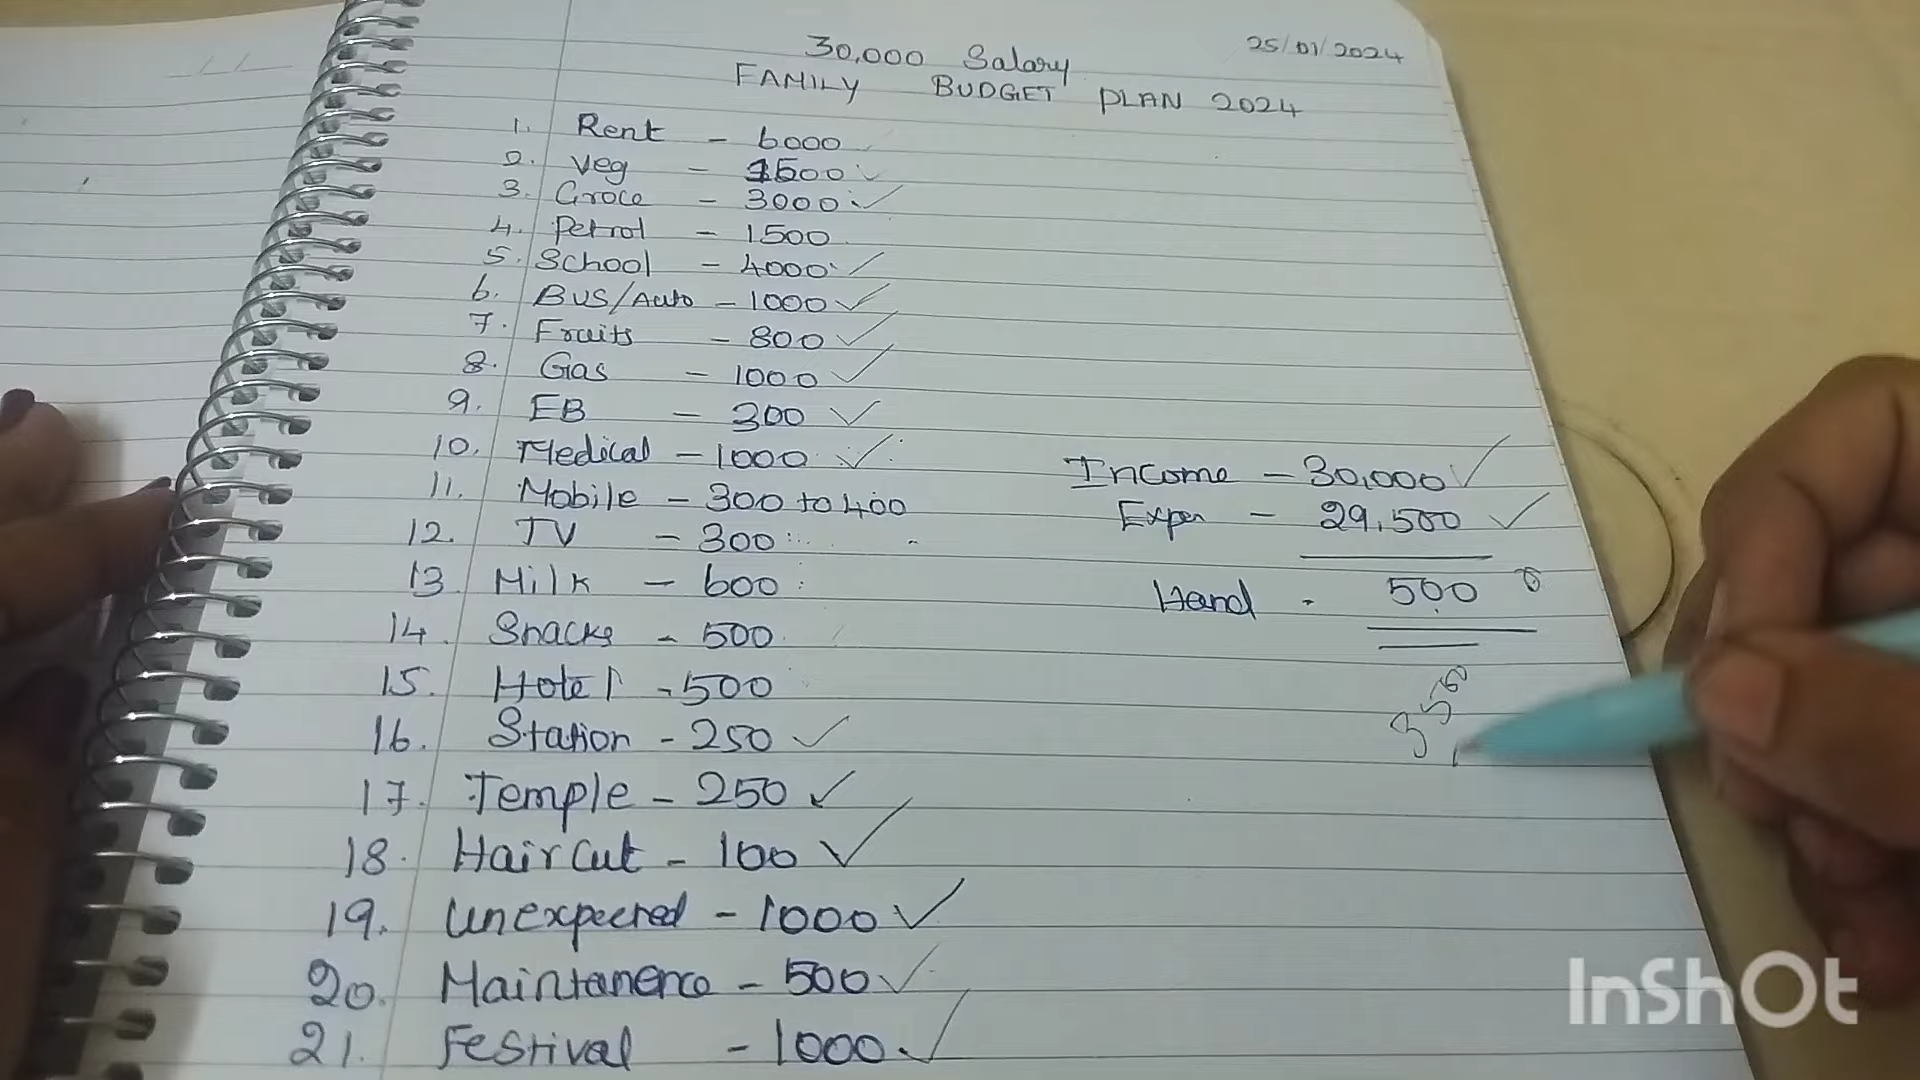 30,000 Salary
25/01/2024
FAMILY BUDGET PLAN 2024
1. Rent - 6000
2. Veg - 1500 ✓
3. Groce - 3000 ✓
4. Petrol - 1500
5. School - 4000 ✓
6. BUS/Auto - 1000 ✓
7. Fruits - 800 ✓
8. Gas - 1000 ✓
9. EB - 300 ✓
10. Medical - 1000 ✓
11. Mobile - 300 to 400
12. TV - 300
13. Milk - 600
14. Snacks - 500
15. Hotel - 500
16. Station - 250 ✓
17. Temple - 250 ✓
18. Hair cut - 100 ✓
19. Unexpected - 1000 ✓
20. Maintanence - 500 ✓
21. Festival - 1000 ✓
Income - 30,000 ✓
Expen - 29,500 ✓
Hand - 500
InShOt